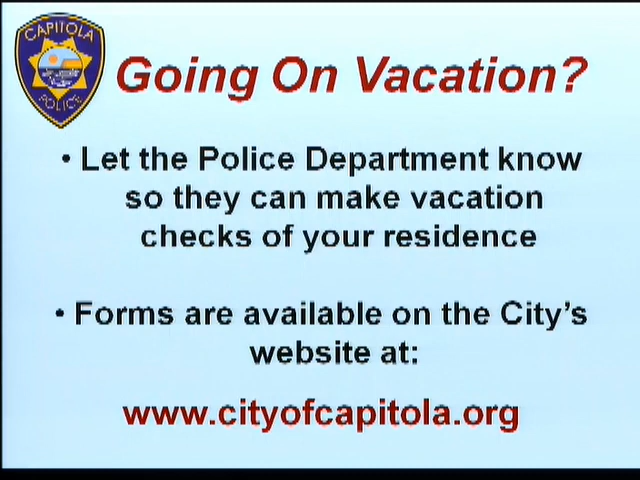 CAPITOLA
POLICE
Going On Vacation?
• Let the Police Department know
so they can make vacation
checks of your residence
• Forms are available on the City's
website at:
www.cityofcapitola.org